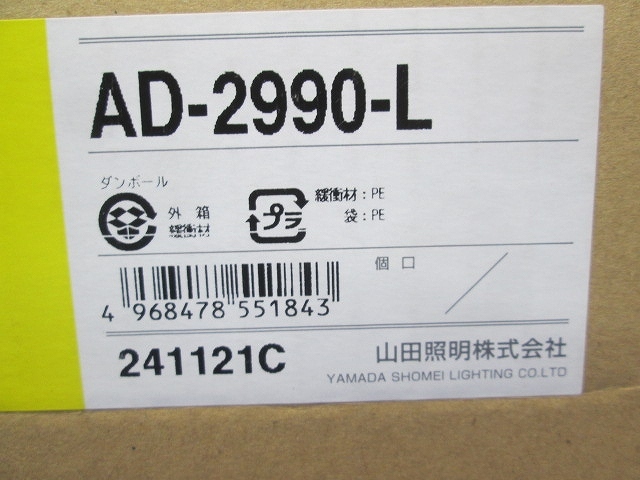 AD-2990-L
ダンボール
外 箱
緩衝材
プラ
緩衝材：PE
袋：PE
個 口 ／
4 968478 551843
241121C
山田照明株式会社
YAMADA SHOMEI LIGHTING CO.LTD